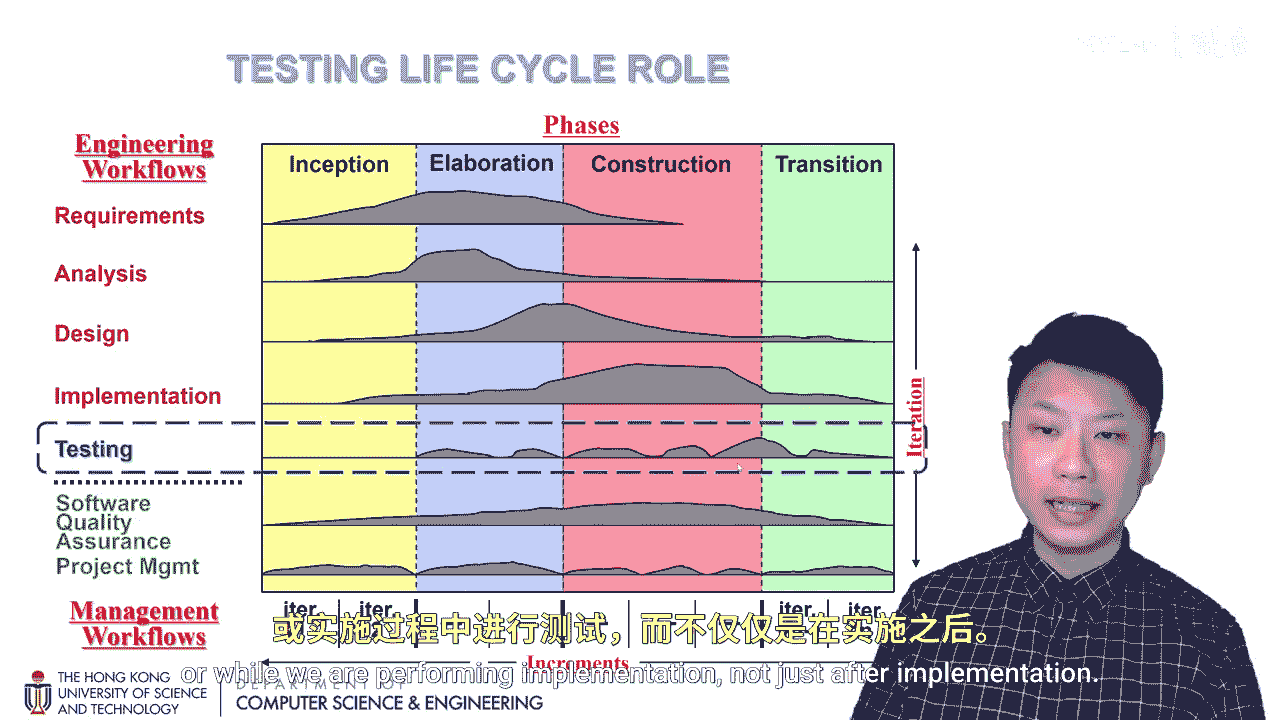 TESTING LIFE CYCLE ROLE
Phases
Engineering
Workflows
Inception
Elaboration
Construction
Transition
Requirements
Analysis
Design
Implementation
Testing
Iteration
Software
Quality
Assurance
Project Mgmt
Management
Workflows
iter.
iter.
iter.
iter.
Increments
或实施过程中进行测试，而不仅仅是在实施之后。
or while we are performing implementation, not just after implementation.
THE HONG KONG
UNIVERSITY OF SCIENCE
AND TECHNOLOGY
DEPARTMENT OF
COMPUTER SCIENCE & ENGINEERING